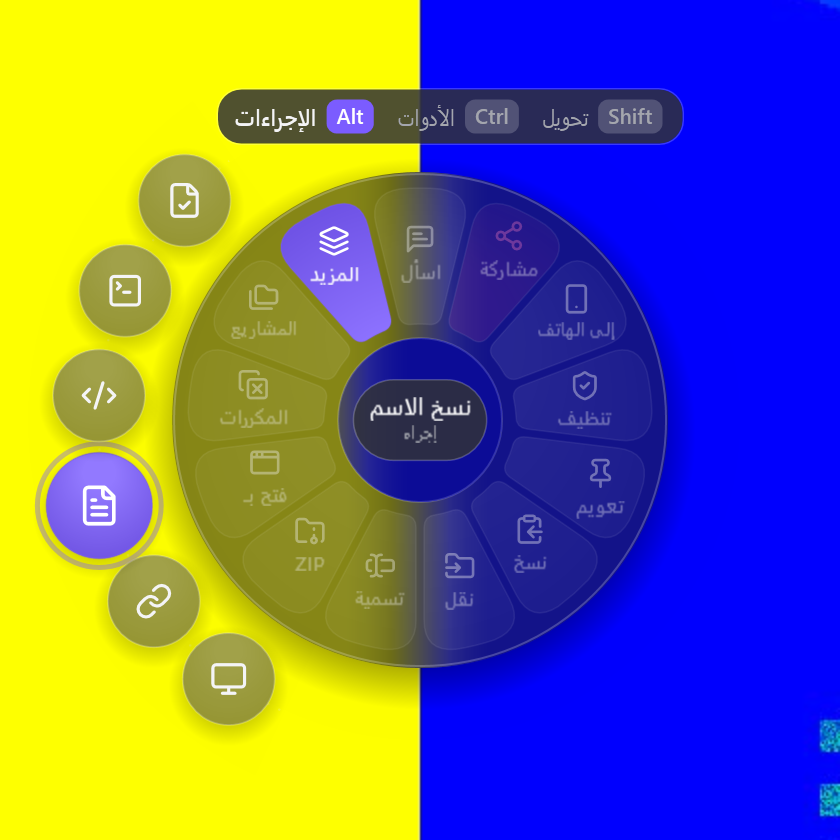 الإجراءات Alt الأدوات Ctrl تحويل Shift
اسأل
مشاركة
إلى الهاتف
تنظيف
تعويم
نسخ
نقل
تسمية
ZIP
فتح بـ
المكررات
المشاريع
المزيد
نسخ الاسم
إجراء